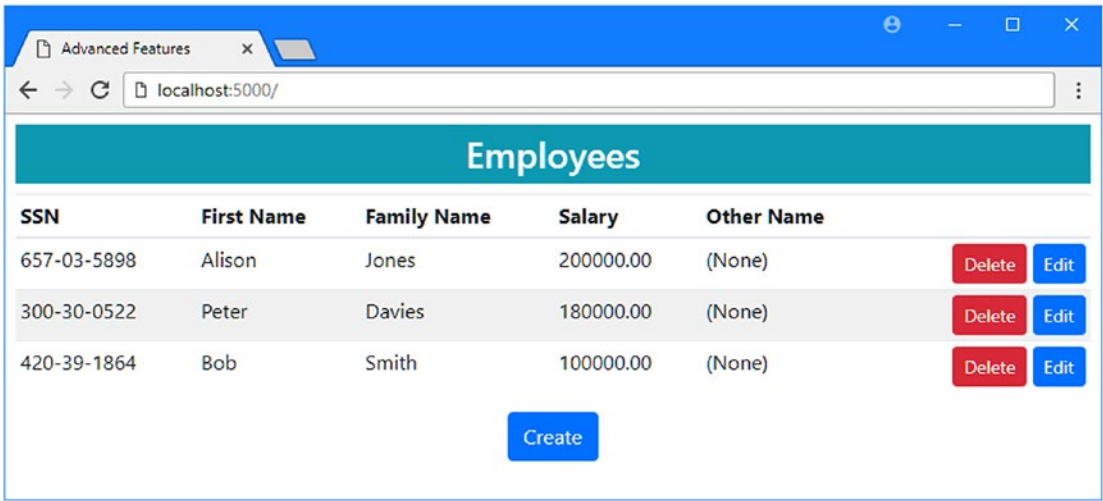 Advanced Features
localhost:5000/
Employees
SSN First Name Family Name Salary Other Name
657-03-5898 Alison Jones 200000.00 (None) Delete Edit
300-30-0522 Peter Davies 180000.00 (None) Delete Edit
420-39-1864 Bob Smith 100000.00 (None) Delete Edit
Create